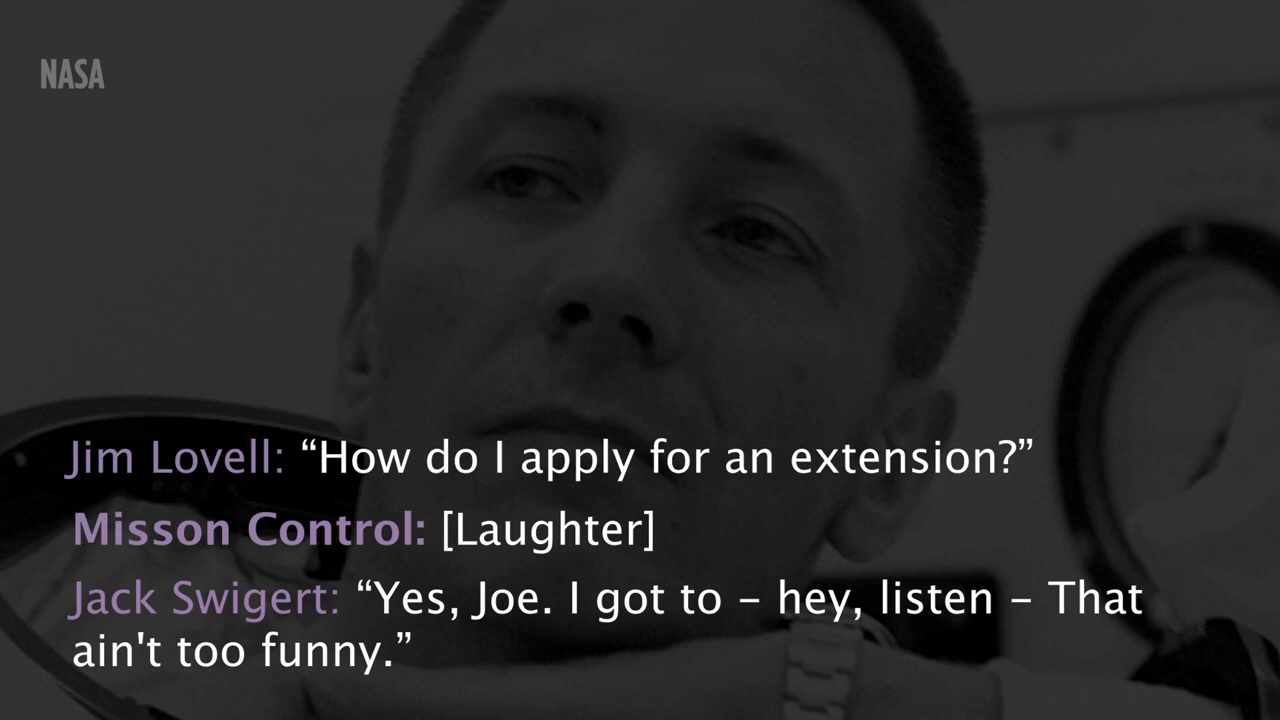 NASA
Jim Lovell: “How do I apply for an extension?”
Misson Control: [Laughter]
Jack Swigert: “Yes, Joe. I got to – hey, listen – That
ain't too funny.”